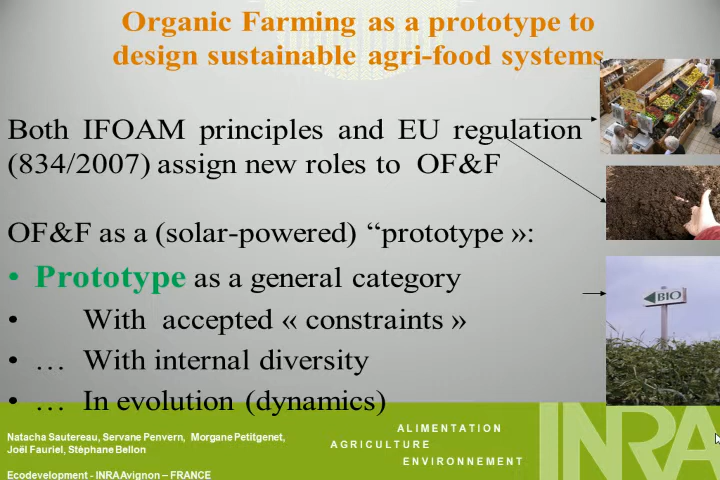 Organic Farming as a prototype to
design sustainable agri-food systems
Both IFOAM principles and EU regulation
(834/2007) assign new roles to OF&F
OF&F as a (solar-powered) “prototype »:
• Prototype as a general category
• With accepted « constraints »
• … With internal diversity
• … In evolution (dynamics)
BIO
Natacha Sautereau, Servane Penvern, Morgane Petitgenet,
Joël Fauriel, Stéphane Bellon
Ecodevelopment - INRA Avignon – FRANCE
ALIMENTATION
AGRICULTURE
ENVIRONNEMENT
INRA